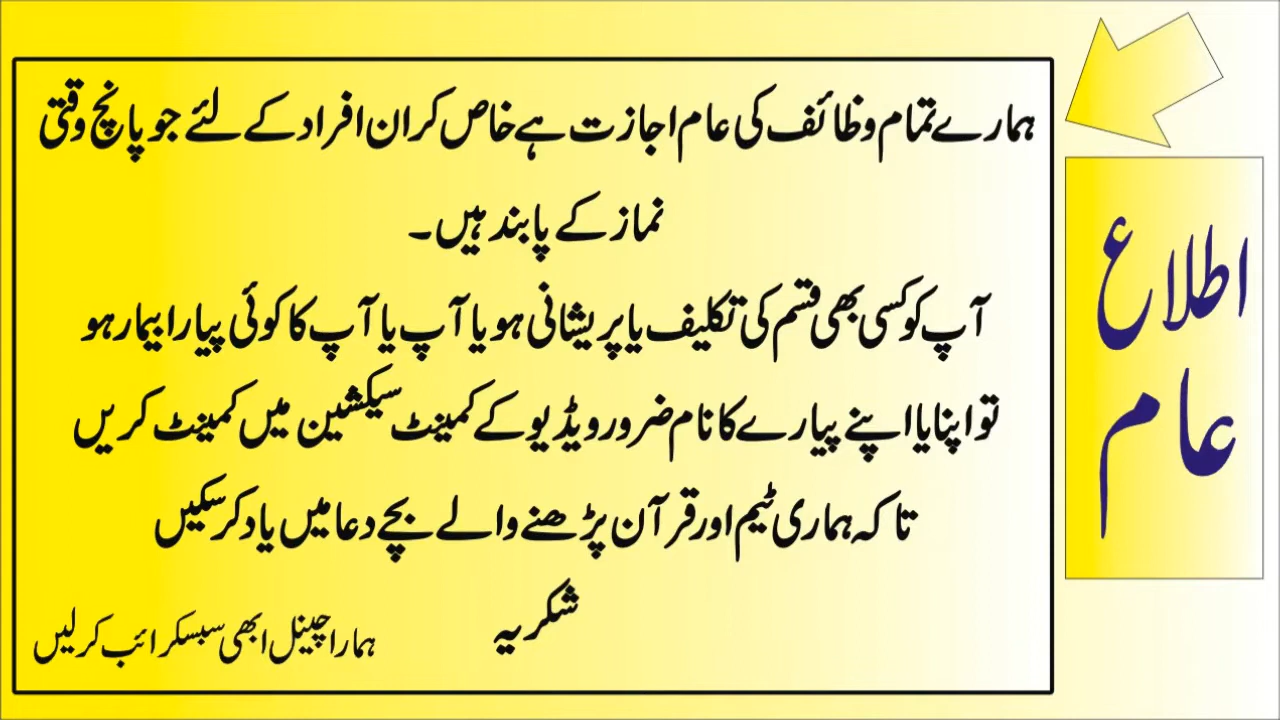 اطلاع
عام
ہمارے تمام وظائف کی عام اجازت ہے خاص کر ان افراد کے لئے جو پانچ وقتی
نماز کے پابند ہیں۔
آپ کو کسی بھی قسم کی تکلیف یا پریشانی ہو یا آپ یا آپ کا کوئی پیارا بیمار ہو
تو اپنا یا اپنے پیارے کا نام ضرور ویڈیو کے کمینٹ سیکشین میں کمینٹ کریں
تاکہ ہماری ٹیم اور قرآن پڑھنے والے بچے دعا میں یاد کر سکیں
شکریہ
ہمارا چینل ابھی سبسکرائب کر لیں